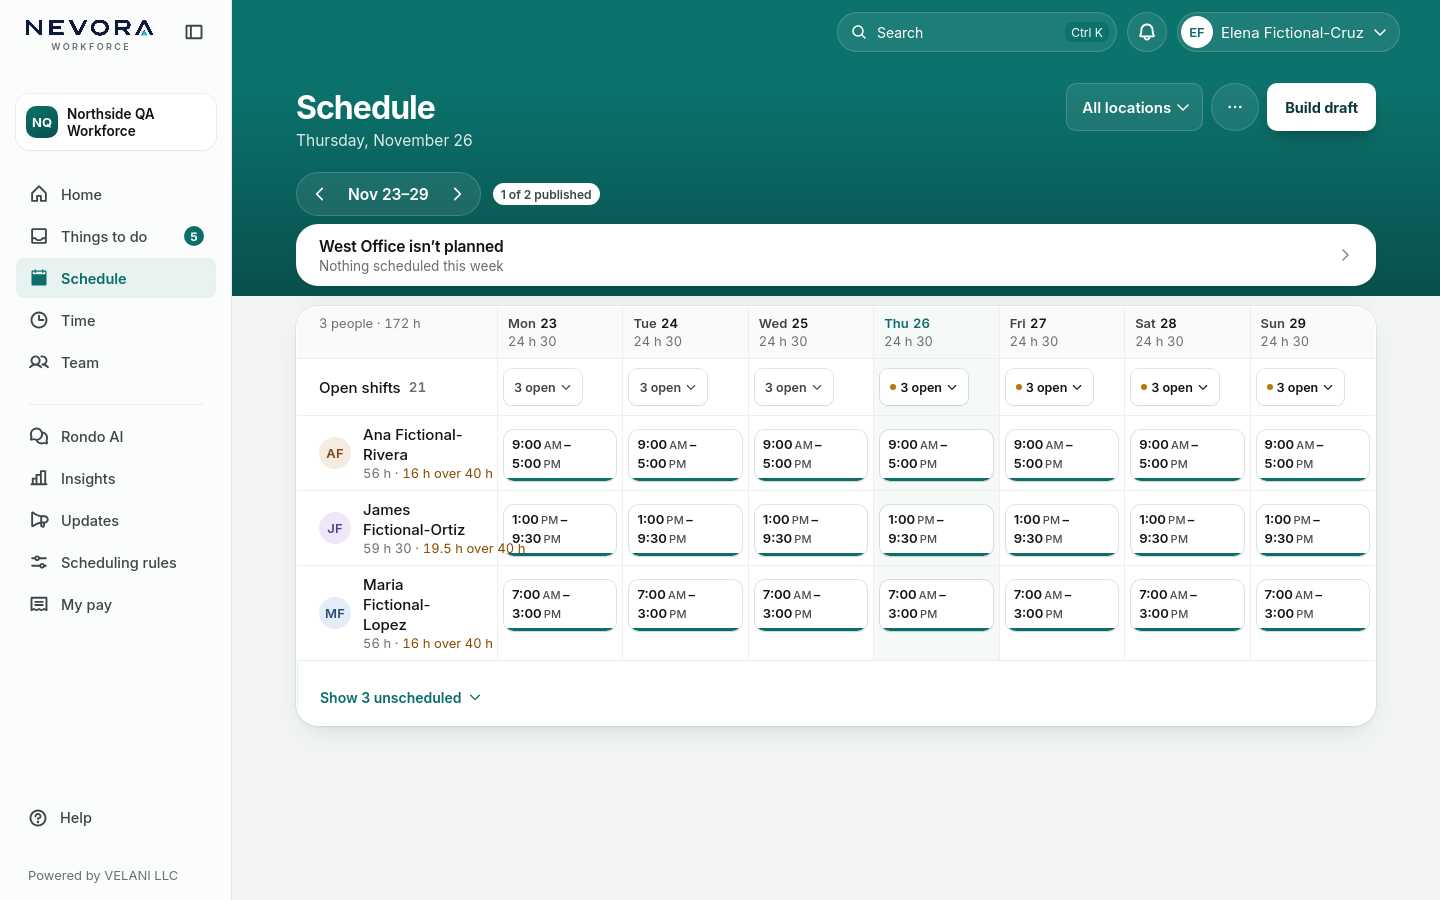 NEVORA
WORKFORCE
Search
Ctrl K
EF
Elena Fictional-Cruz
NQ
Northside QA
Workforce
Schedule
Thursday, November 26
All locations
···
Build draft
Home
Things to do
5
Schedule
Time
Team
Rondo AI
Insights
Updates
Scheduling rules
My pay
Help
Powered by VELANI LLC
Nov 23–29
1 of 2 published
West Office isn’t planned
Nothing scheduled this week
3 people · 172 h
Mon 23
24 h 30
Tue 24
24 h 30
Wed 25
24 h 30
Thu 26
24 h 30
Fri 27
24 h 30
Sat 28
24 h 30
Sun 29
24 h 30
Open shifts 21
3 open
3 open
3 open
3 open
3 open
3 open
3 open
AF
Ana Fictional-
Rivera
56 h · 16 h over 40 h
9:00 AM –
5:00 PM
9:00 AM –
5:00 PM
9:00 AM –
5:00 PM
9:00 AM –
5:00 PM
9:00 AM –
5:00 PM
9:00 AM –
5:00 PM
9:00 AM –
5:00 PM
JF
James
Fictional-Ortiz
59 h 30 · 19.5 h over 40 h
1:00 PM –
9:30 PM
1:00 PM –
9:30 PM
1:00 PM –
9:30 PM
1:00 PM –
9:30 PM
1:00 PM –
9:30 PM
1:00 PM –
9:30 PM
1:00 PM –
9:30 PM
MF
Maria
Fictional-
Lopez
56 h · 16 h over 40 h
7:00 AM –
3:00 PM
7:00 AM –
3:00 PM
7:00 AM –
3:00 PM
7:00 AM –
3:00 PM
7:00 AM –
3:00 PM
7:00 AM –
3:00 PM
7:00 AM –
3:00 PM
Show 3 unscheduled